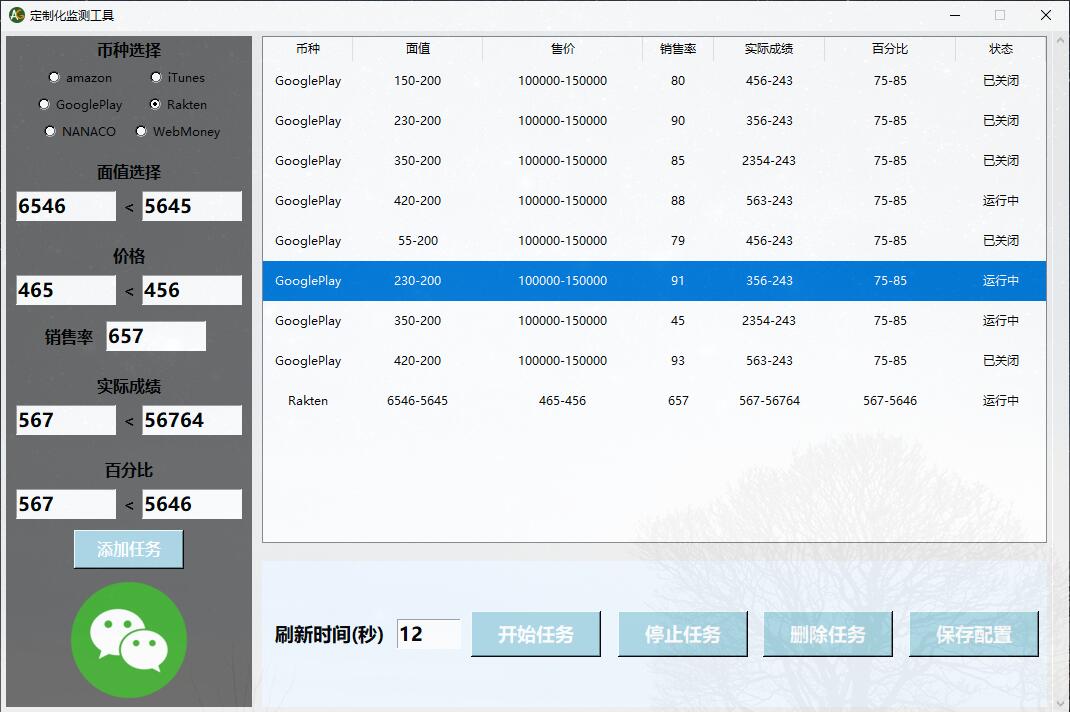 定制化监测工具
币种选择
amazon iTunes
GooglePlay Rakten
NANACO WebMoney
面值选择
6546 < 5645
价格
465 < 456
销售率 657
实际成绩
567 < 56764
百分比
567 < 5646
添加任务
币种 面值 售价 销售率 实际成绩 百分比 状态
GooglePlay 150-200 100000-150000 80 456-243 75-85 已关闭
GooglePlay 230-200 100000-150000 90 356-243 75-85 已关闭
GooglePlay 350-200 100000-150000 85 2354-243 75-85 已关闭
GooglePlay 420-200 100000-150000 88 563-243 75-85 运行中
GooglePlay 55-200 100000-150000 79 456-243 75-85 已关闭
GooglePlay 230-200 100000-150000 91 356-243 75-85 运行中
GooglePlay 350-200 100000-150000 45 2354-243 75-85 运行中
GooglePlay 420-200 100000-150000 93 563-243 75-85 已关闭
Rakten 6546-5645 465-456 657 567-56764 567-5646 运行中
刷新时间(秒) 12 开始任务 停止任务 删除任务 保存配置